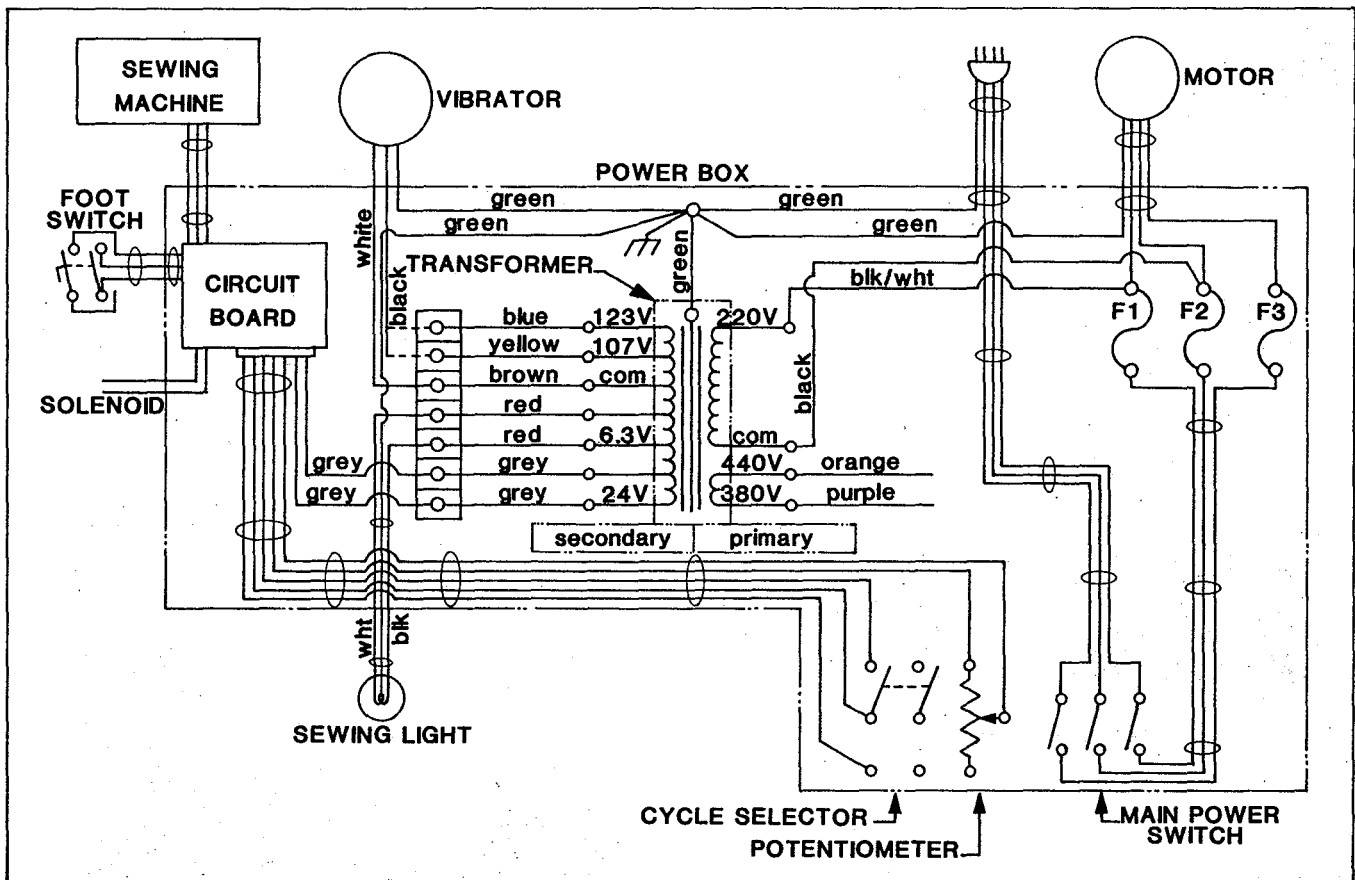 SEWING
MACHINE
VIBRATOR
MOTOR
FOOT
SWITCH
POWER BOX
green
green
green
green
white
black
green
TRANSFORMER
blk/wht
CIRCUIT
BOARD
blue
123V
220V
F1
F2
F3
yellow
107V
brown
com
black
SOLENOID
red
red
6.3V
com
grey
grey
440V
orange
grey
grey
24V
380V
purple
secondary
primary
wht
blk
SEWING LIGHT
CYCLE SELECTOR
POTENTIOMETER
MAIN POWER
SWITCH